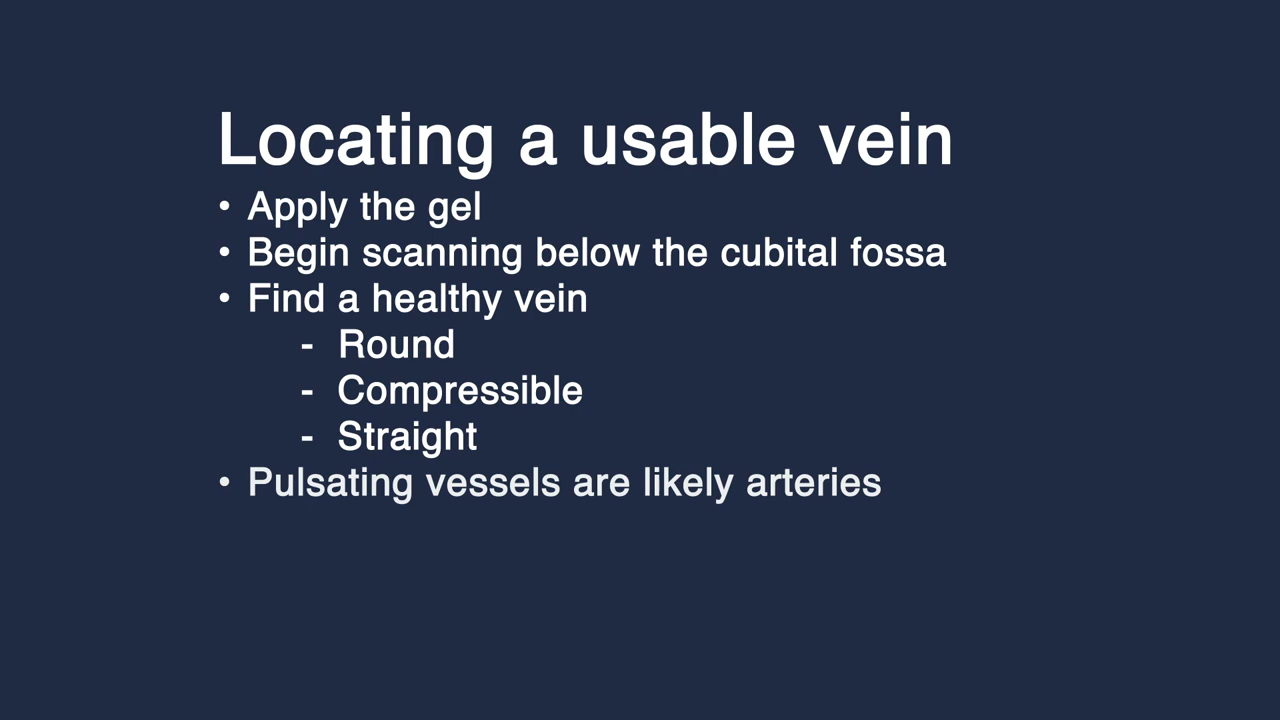 Locating a usable vein
• Apply the gel
• Begin scanning below the cubital fossa
• Find a healthy vein
- Round
- Compressible
- Straight
• Pulsating vessels are likely arteries